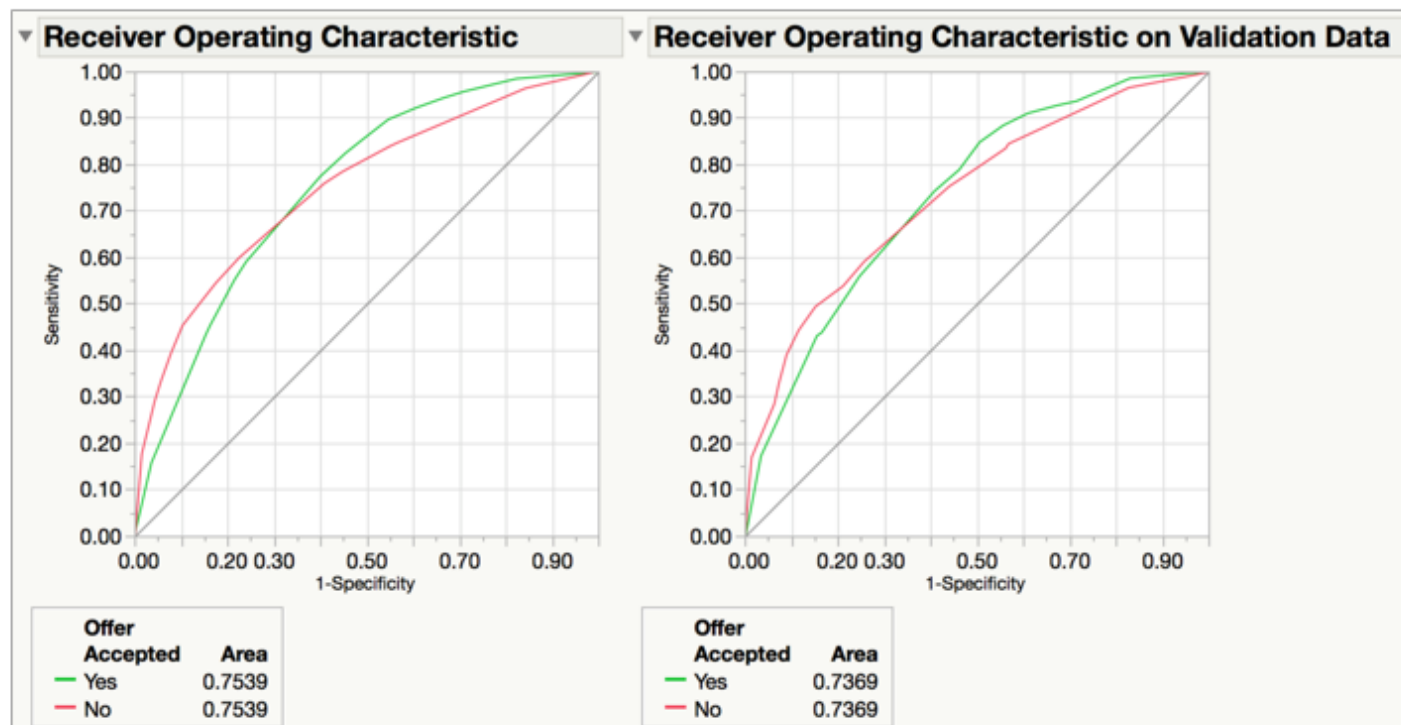 Receiver Operating Characteristic
1.00
0.90
0.80
0.70
0.60
0.50
0.40
0.30
0.20
0.10
0.00
Sensitivity
0.00 0.20 0.30 0.50 0.70 0.90
1-Specificity
Offer
Accepted Area
Yes 0.7539
No 0.7539
Receiver Operating Characteristic on Validation Data
1.00
0.90
0.80
0.70
0.60
0.50
0.40
0.30
0.20
0.10
0.00
Sensitivity
0.00 0.20 0.30 0.50 0.70 0.90
1-Specificity
Offer
Accepted Area
Yes 0.7369
No 0.7369